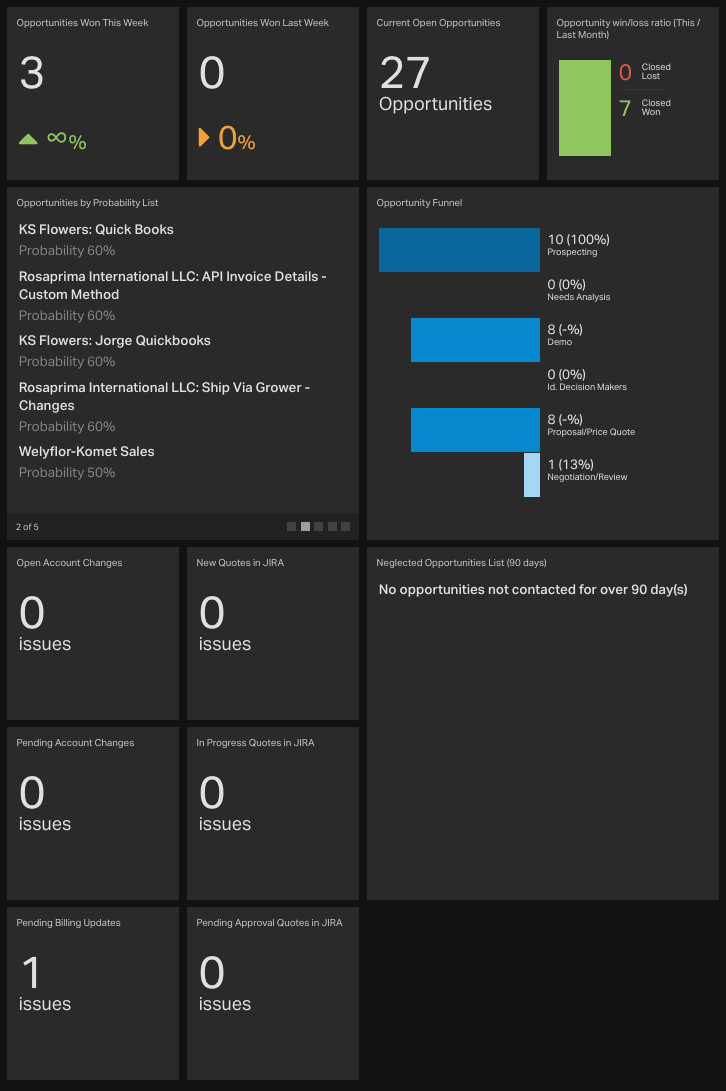 Opportunities Won This Week
3
∞%
Opportunities Won Last Week
0
0%
Current Open Opportunities
27
Opportunities
Opportunity win/loss ratio (This /
Last Month)
0 Closed
Lost
7 Closed
Won
Opportunities by Probability List
KS Flowers: Quick Books
Probability 60%
Rosaprima International LLC: API Invoice Details -
Custom Method
Probability 60%
KS Flowers: Jorge Quickbooks
Probability 60%
Rosaprima International LLC: Ship Via Grower -
Changes
Probability 60%
Welyflor-Komet Sales
Probability 50%
2 of 5
Opportunity Funnel
10 (100%)
Prospecting
0 (0%)
Needs Analysis
8 (-%)
Demo
0 (0%)
Id. Decision Makers
8 (-%)
Proposal/Price Quote
1 (13%)
Negotiation/Review
Open Account Changes
0
issues
New Quotes in JIRA
0
issues
Neglected Opportunities List (90 days)
No opportunities not contacted for over 90 day(s)
Pending Account Changes
0
issues
In Progress Quotes in JIRA
0
issues
Pending Billing Updates
1
issues
Pending Approval Quotes in JIRA
0
issues